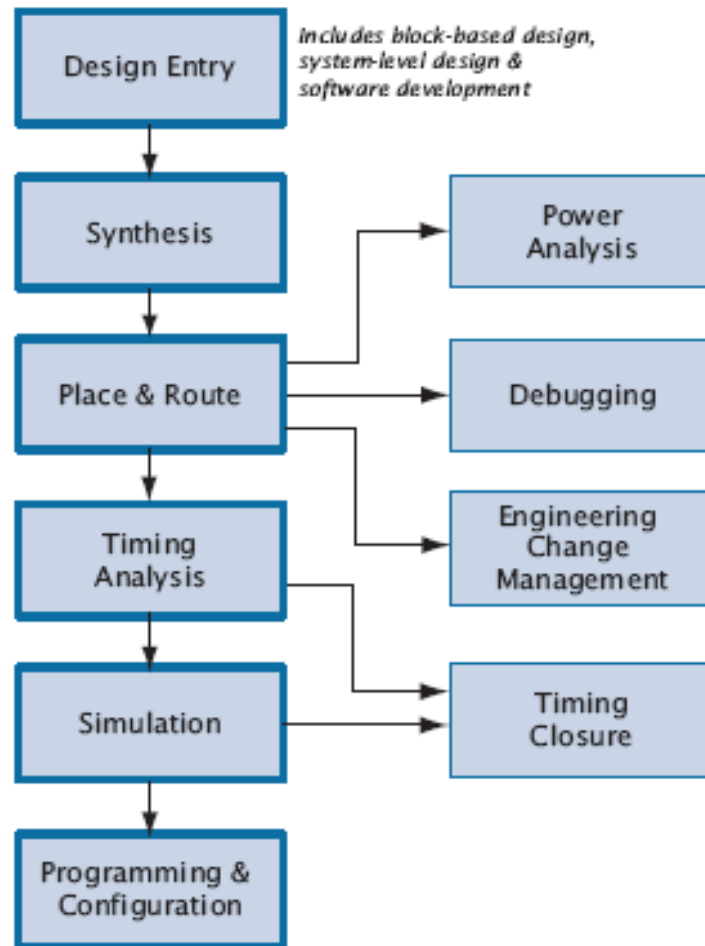 Design Entry
Includes block-based design,
system-level design &
software development
Synthesis
Power
Analysis
Place & Route
Debugging
Timing
Analysis
Engineering
Change
Management
Simulation
Timing
Closure
Programming &
Configuration